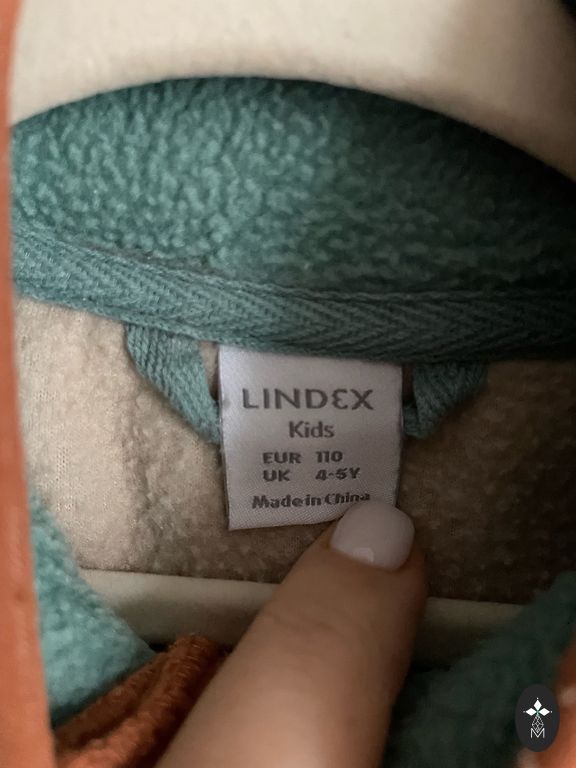 LINDEX
Kids
EUR 110
UK 4-5Y
Made in China